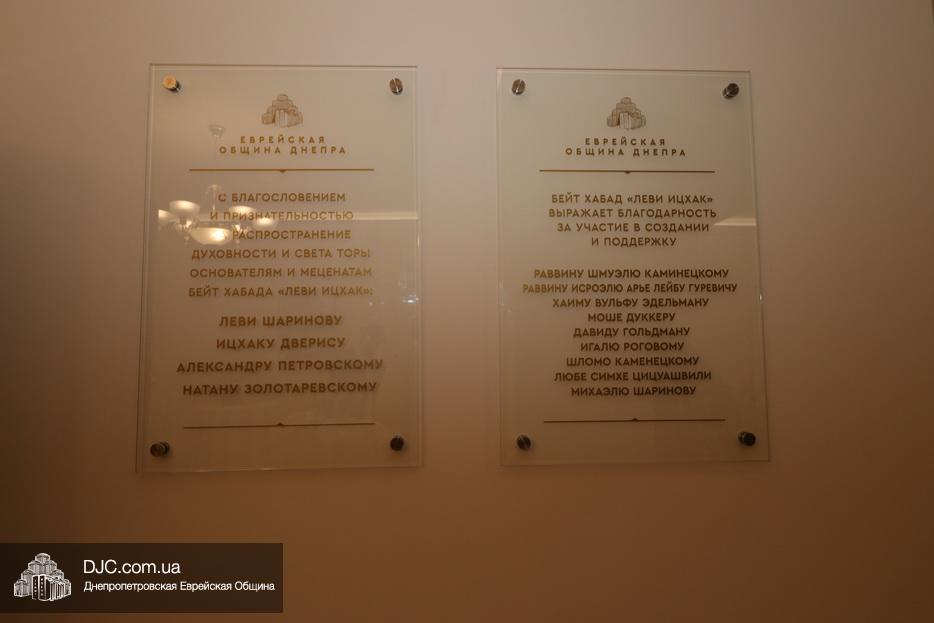 ЕВРЕЙСКАЯ
ОБЩИНА ДНЕПРА
С БЛАГОСЛОВЕНИЕМ
И ПРИЗНАТЕЛЬНОСТЬЮ
РАСПРОСТРАНЕНИЕ
ДУХОВНОСТИ И СВЕТА ТОРЫ
ОСНОВАТЕЛЯМ И МЕЦЕНАТАМ
БЕЙТ ХАБАДА «ЛЕВИ ИЦХАК»:
ЛЕВИ ШАРИНОВУ
ИЦХАКУ ДВЕРИСУ
АЛЕКСАНДРУ ПЕТРОВСКОМУ
НАТАНУ ЗОЛОТАРЕВСКОМУ
ЕВРЕЙСКАЯ
ОБЩИНА ДНЕПРА
БЕЙТ ХАБАД «ЛЕВИ ИЦХАК»
ВЫРАЖАЕТ БЛАГОДАРНОСТЬ
ЗА УЧАСТИЕ В СОЗДАНИИ
И ПОДДЕРЖКУ
РАВВИНУ ШМУЭЛЮ КАМИНЕЦКОМУ
РАВВИНУ ИСРОЭЛЮ АРЬЕ ЛЕЙБУ ГУРЕВИЧУ
ХАИМУ ВУЛЬФУ ЭДЕЛЬМАНУ
МОШЕ ДУККЕРУ
ДАВИДУ ГОЛЬДМАНУ
ИГАЛЮ РОГОВОМУ
ШЛОМО КАМЕНЕЦКОМУ
ЛЮБЕ СИМХЕ ЦИЦУАШВИЛИ
МИХАЭЛЮ ШАРИНОВУ
DJC.com.ua
Днепропетровская Еврейская Община